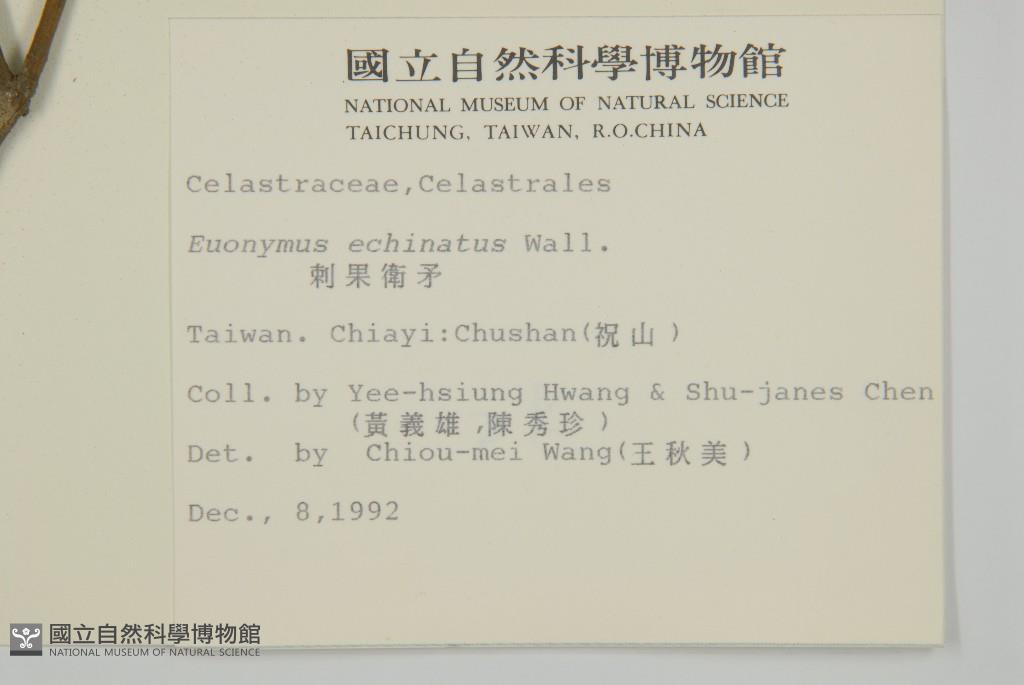 國立自然科學博物館
NATIONAL MUSEUM OF NATURAL SCIENCE
TAICHUNG, TAIWAN, R.O.CHINA
Celastraceae,Celastrales
Euonymus echinatus Wall.
刺果衛矛
Taiwan. Chiayi:Chushan(祝山)
Coll. by Yee-hsiung Hwang & Shu-janes Chen
(黃義雄,陳秀珍)
Det. by Chiou-mei Wang(王秋美)
Dec., 8,1992
國立自然科學博物館
NATIONAL MUSEUM OF NATURAL SCIENCE